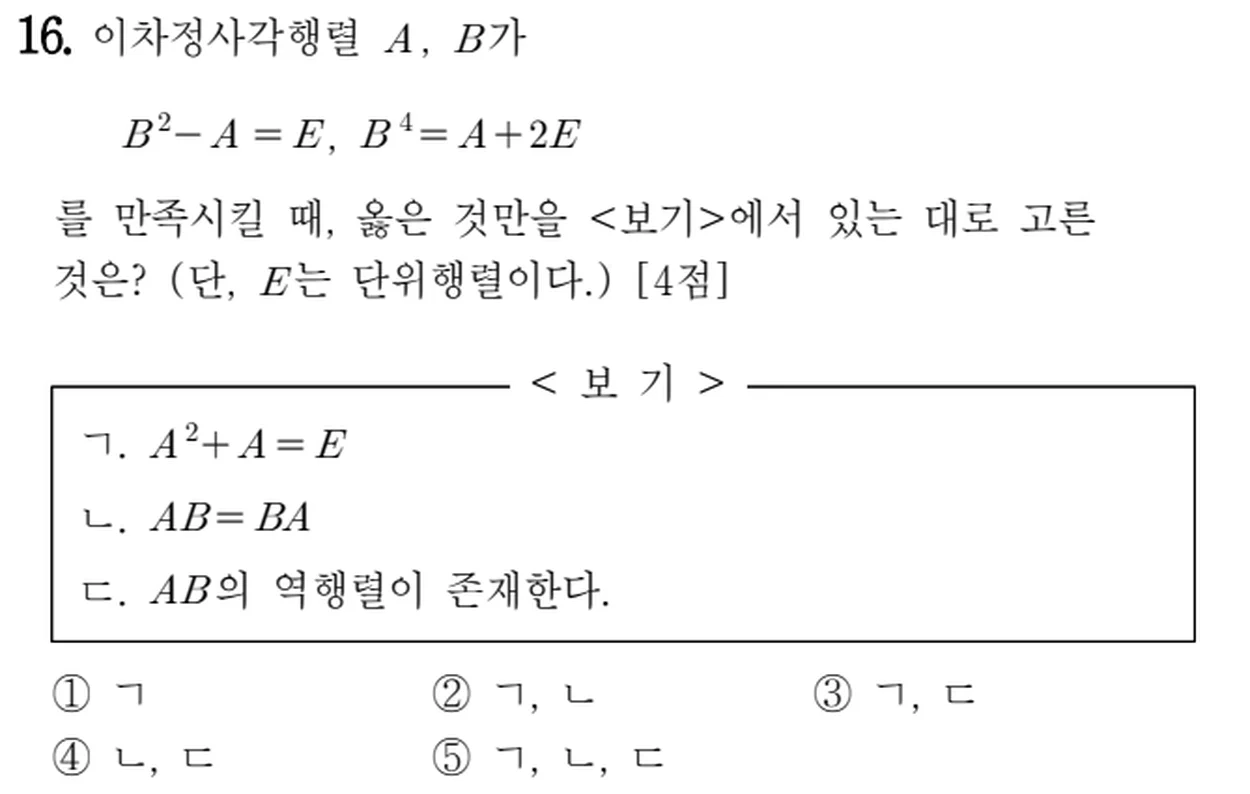 16. 이차정사각행렬 A, B가
B²− A = E, B⁴= A+2E
를 만족시킬 때, 옳은 것만을 <보기>에서 있는 대로 고른
것은? (단, E는 단위행렬이다.) [4점]
< 보 기 >
ㄱ. A²+ A = E
ㄴ. AB= BA
ㄷ. AB의 역행렬이 존재한다.
① ㄱ ② ㄱ, ㄴ ③ ㄱ, ㄷ
④ ㄴ, ㄷ ⑤ ㄱ, ㄴ, ㄷ